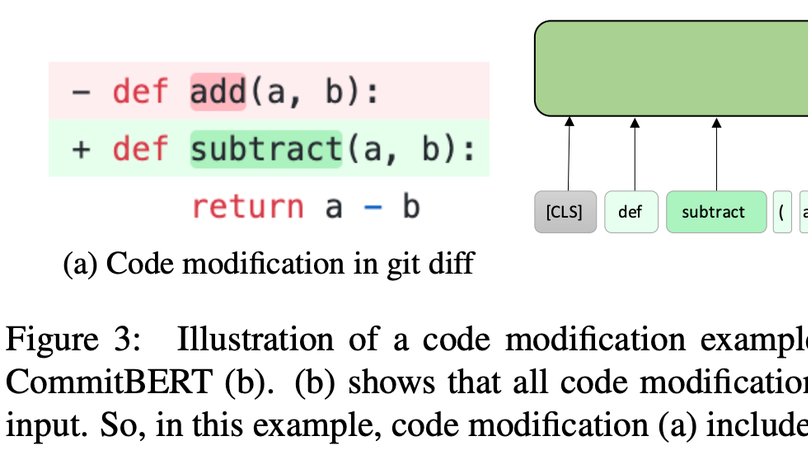 - def add(a, b):
+ def subtract(a, b):
return a - b
(a) Code modification in git diff
[CLS] def subtract ( a
Figure 3: Illustration of a code modification example
CommitBERT (b). (b) shows that all code modification
input. So, in this example, code modification (a) include